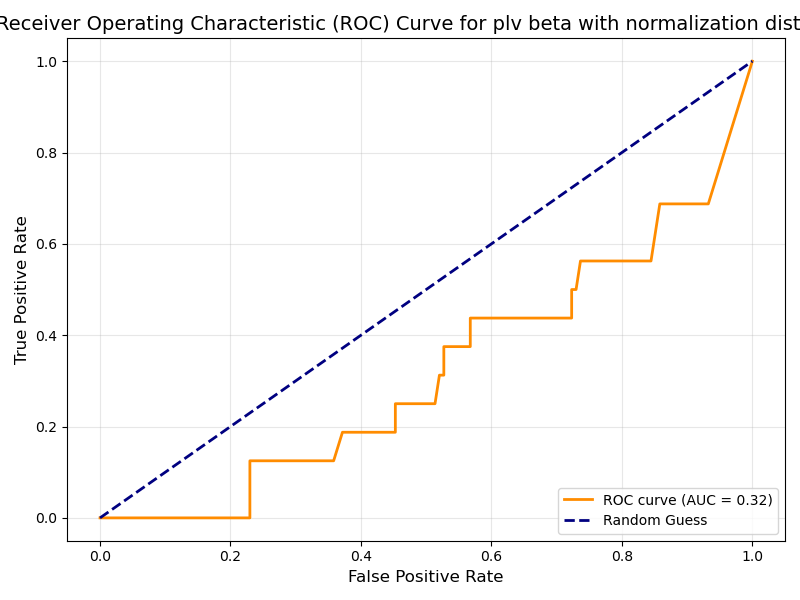 Receiver Operating Characteristic (ROC) Curve for plv beta with normalization dist
1.0
0.8
0.6
0.4
0.2
0.0
True Positive Rate
0.0 0.2 0.4 0.6 0.8 1.0
False Positive Rate
ROC curve (AUC = 0.32)
Random Guess